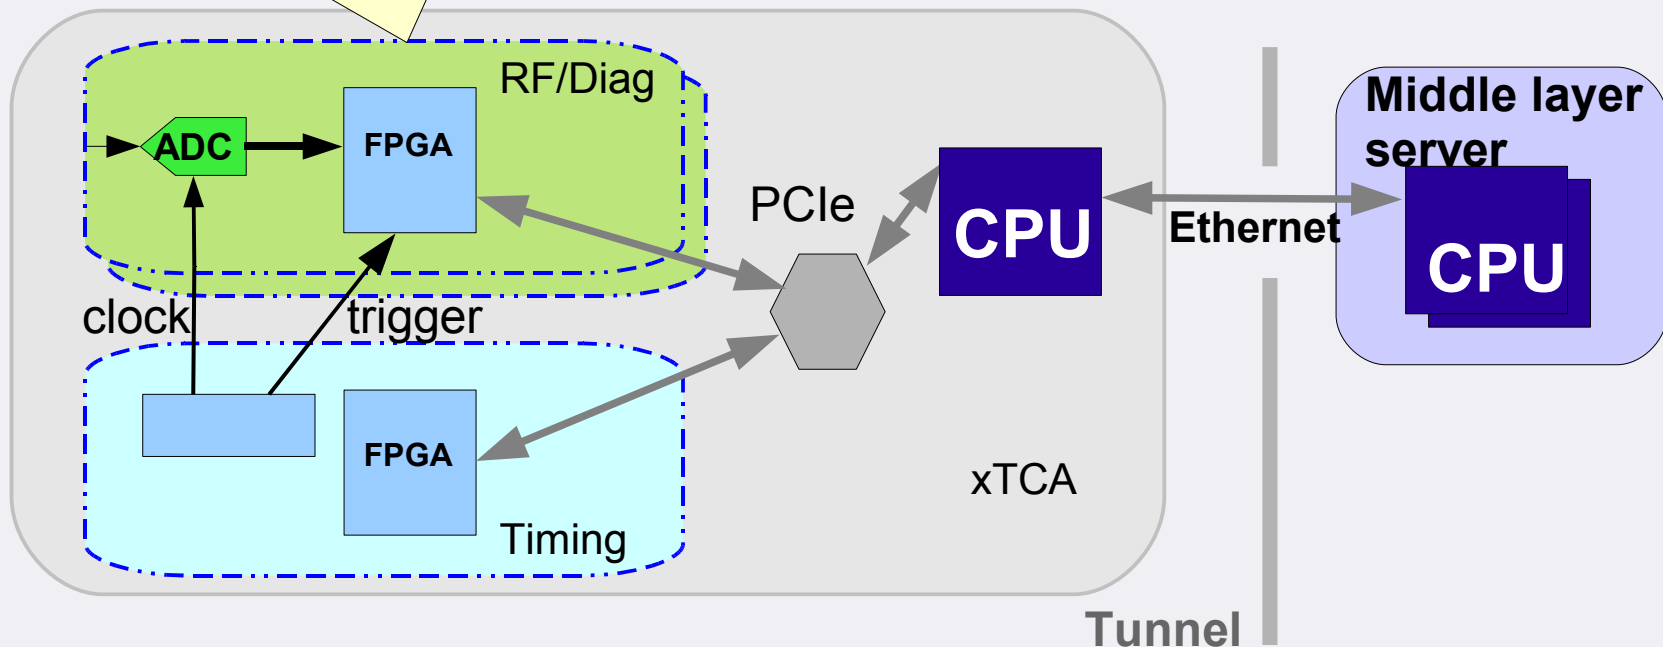 RF/Diag
ADC
FPGA
PCIe
CPU
Middle layer
server
Ethernet
CPU
clock
trigger
FPGA
Timing
xTCA
Tunnel